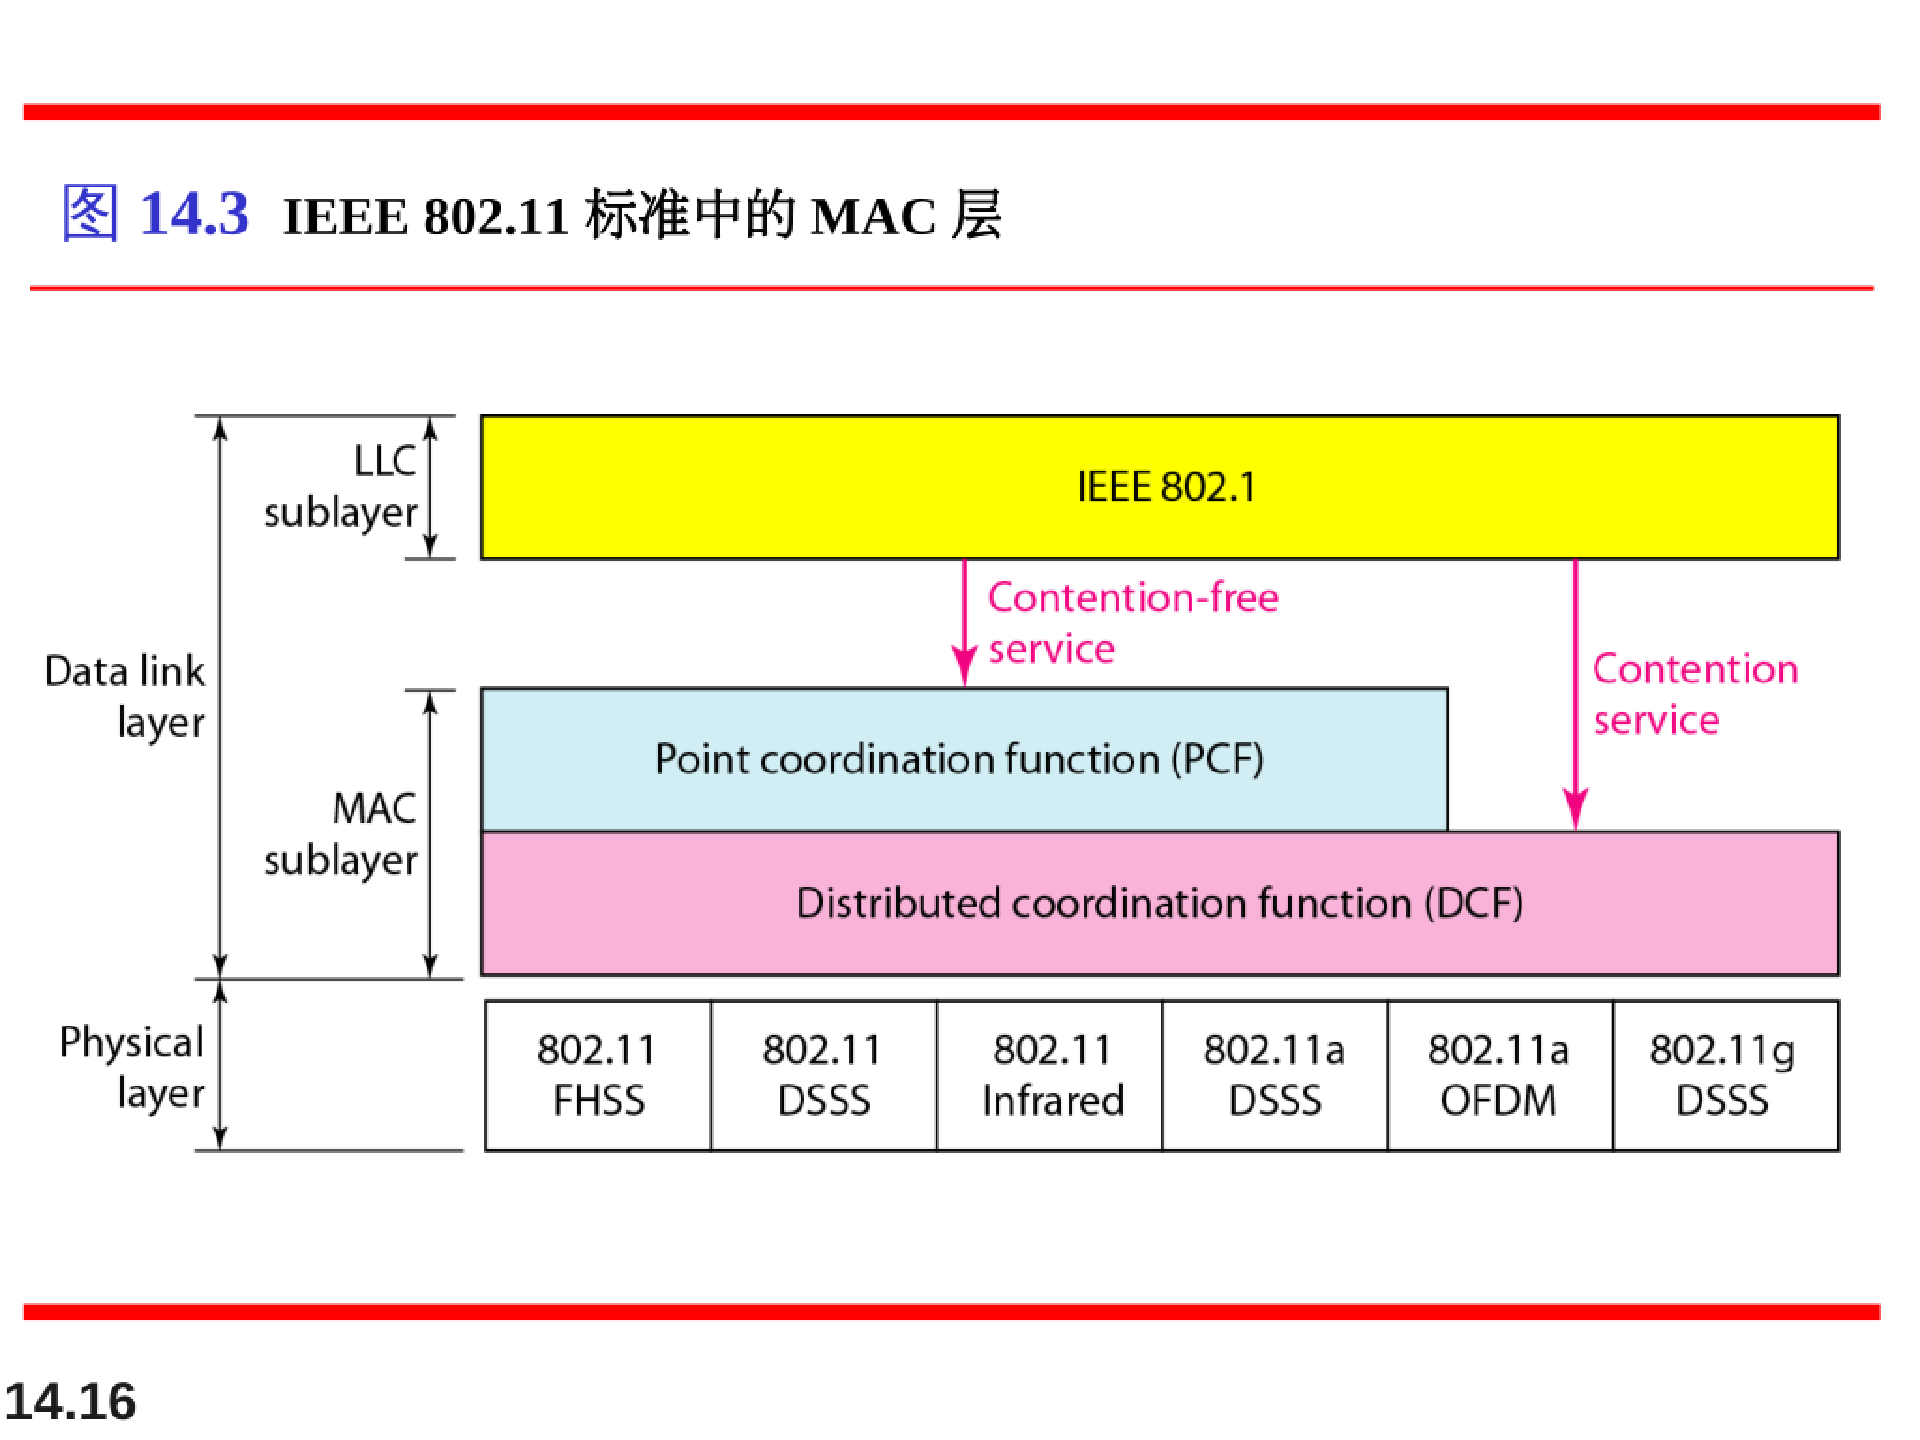 图 14.3 IEEE 802.11 标准中的 MAC 层
LLC
sublayer
IEEE 802.1
Contention-free
service
Contention
service
Data link
layer
Point coordination function (PCF)
MAC
sublayer
Distributed coordination function (DCF)
Physical
layer
802.11
FHSS
802.11
DSSS
802.11
Infrared
802.11a
DSSS
802.11a
OFDM
802.11g
DSSS
14.16